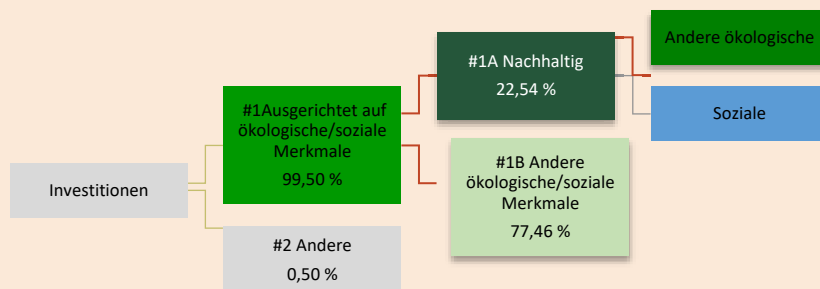 Investitionen
#1Ausgerichtet auf
ökologische/soziale
Merkmale
99,50 %
#2 Andere
0,50 %
#1A Nachhaltig
22,54 %
#1B Andere
ökologische/soziale
Merkmale
77,46 %
Andere ökologische
Soziale